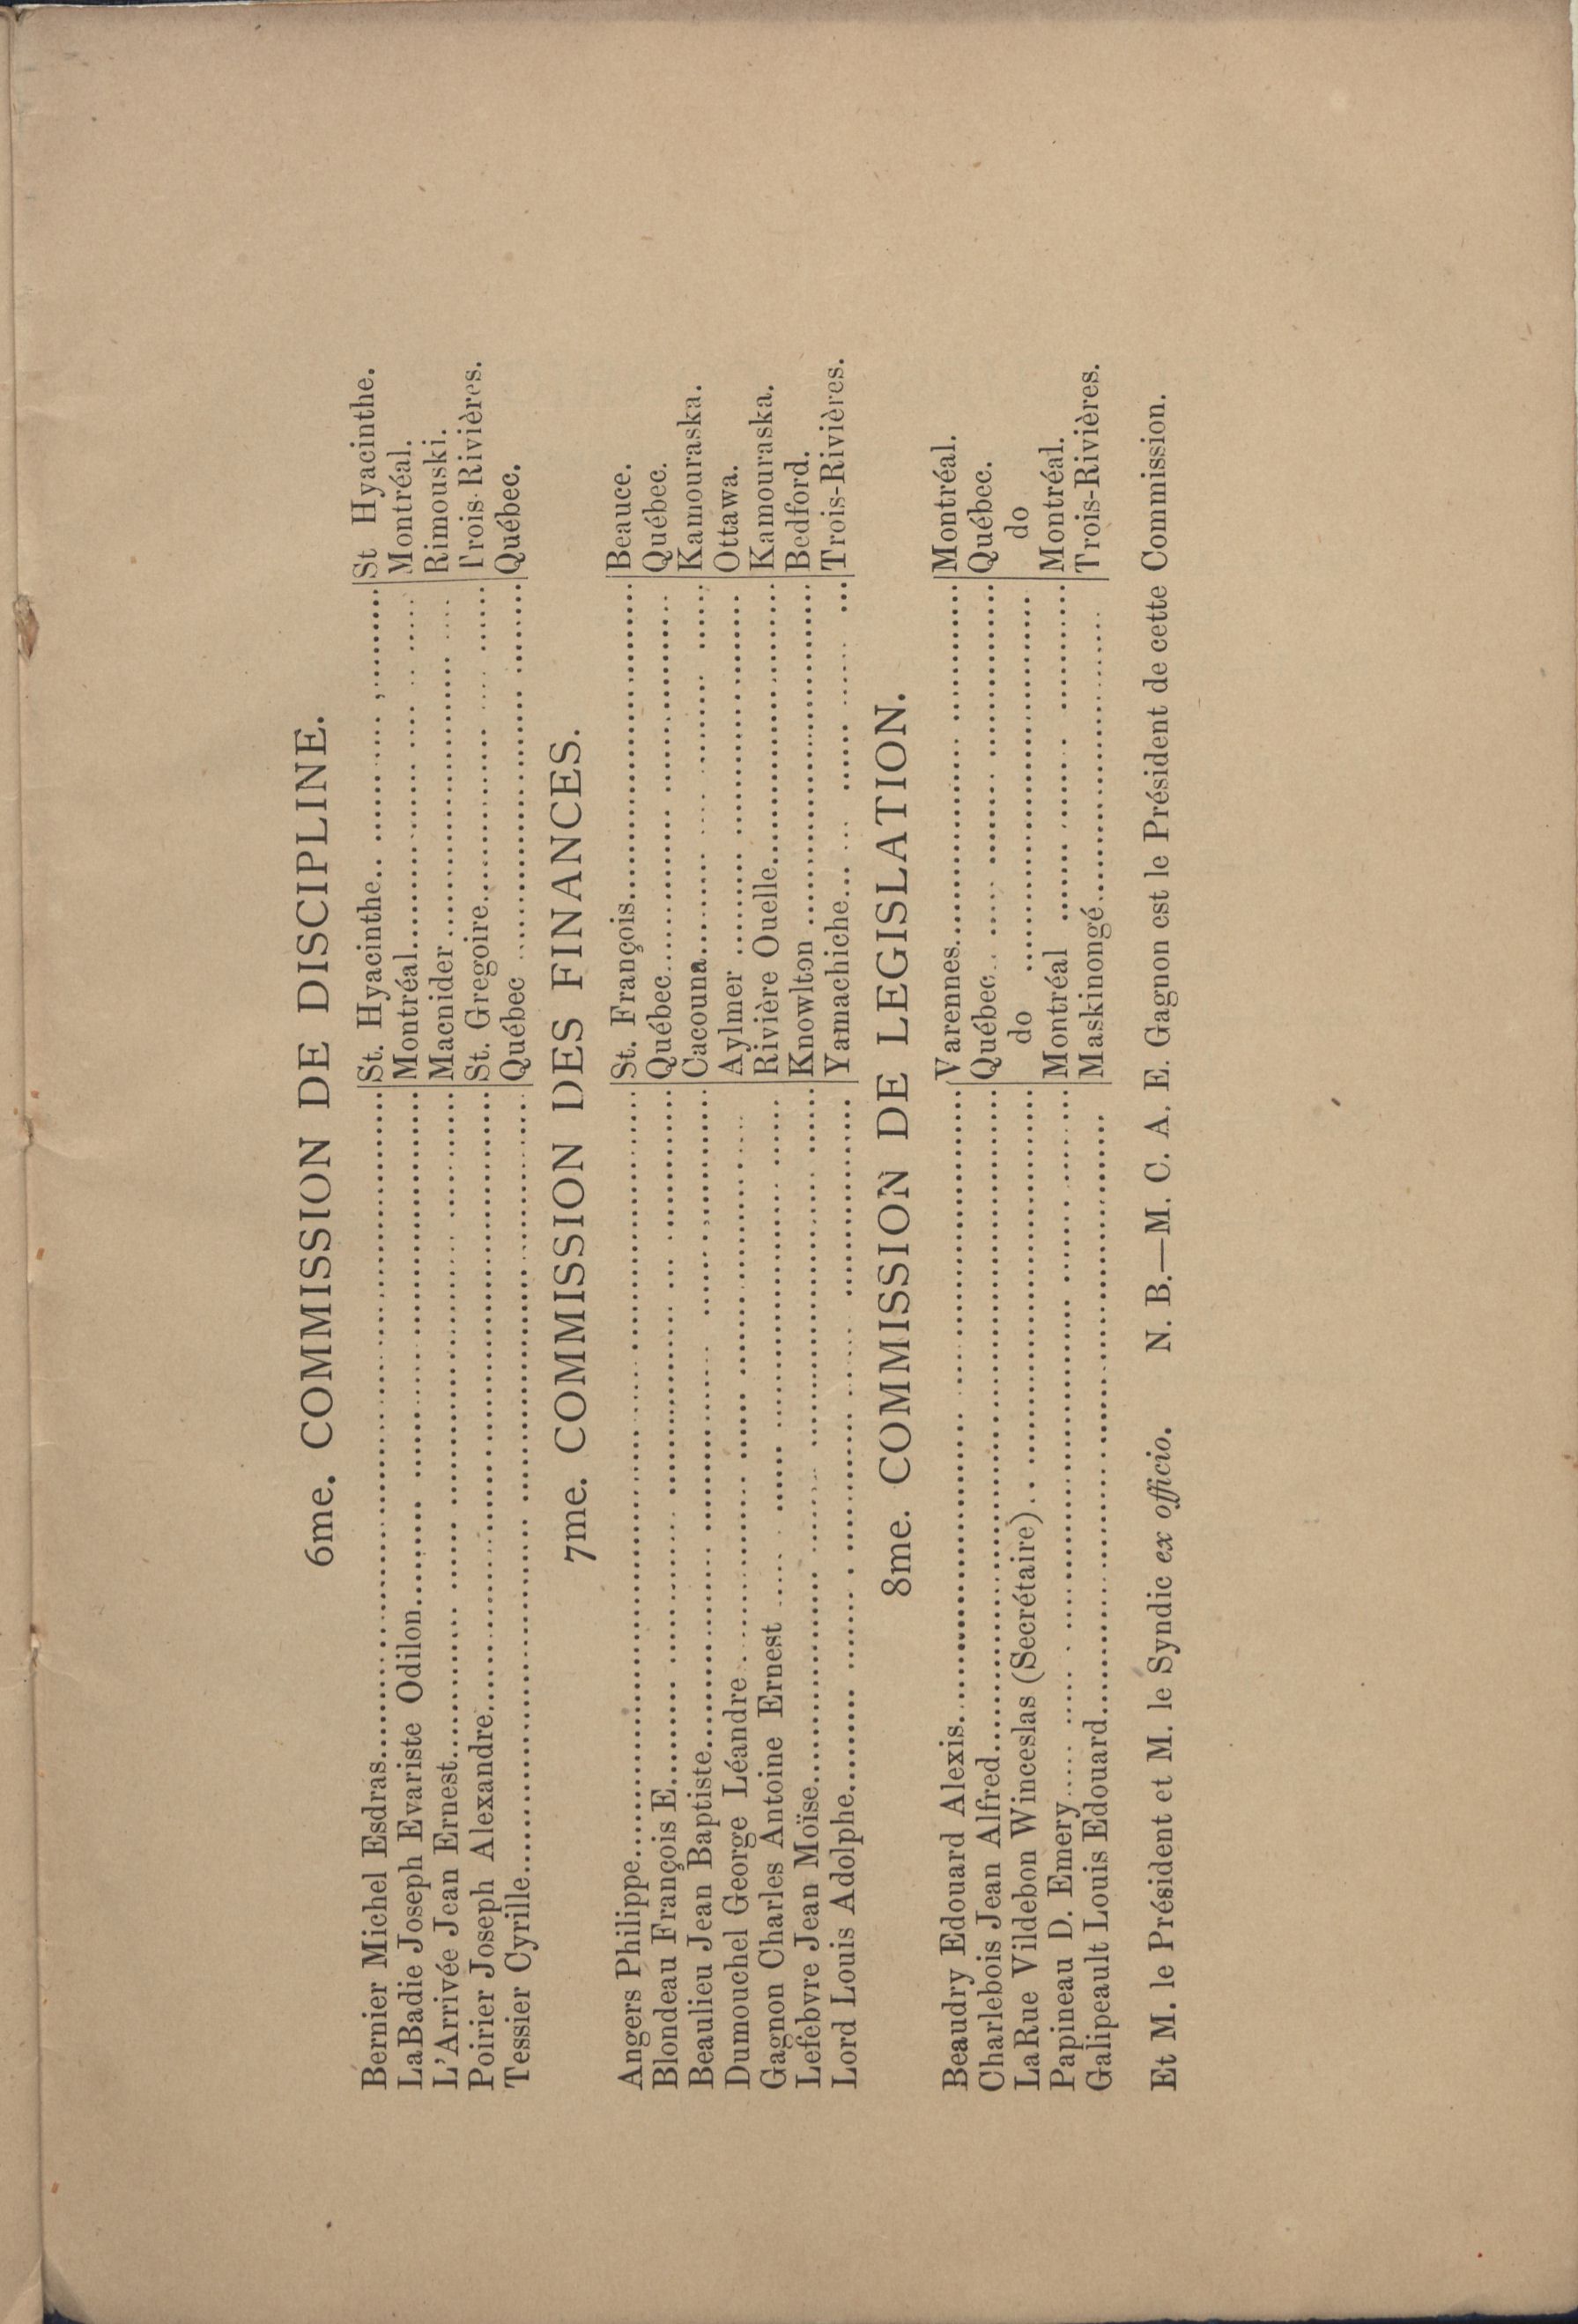 6me. COMMISSION DE DISCIPLINE.
Bernier Michel Esdras St. Hyacinthe St Hyacinthe.
LaBadie Joseph Evariste Odilon Montréal Montréal.
L'Arrivée Jean Ernest Macnider Rimouski.
Poirier Joseph Alexandre St. Gregoire Trois-Rivières.
Tessier Cyrille Québec Québec.
7me. COMMISSION DES FINANCES.
Angers Philippe St. François Beauce.
Blondeau François E. Québec Québec.
Beaulieu Jean Baptiste Cacouna Kamouraska.
Dumouchel George Léandre Aylmer Ottawa.
Gagnon Charles Antoine Ernest Rivière Ouelle Kamouraska.
Lefebvre Jean Moïse Knowlton Bedford.
Lord Louis Adolphe Yamachiche Trois-Rivières.
8me. COMMISSION DE LEGISLATION.
Beaudry Edouard Alexis Varennes Montréal.
Charlebois Jean Alfred Québec Québec.
LaRue Vildebon Winceslas (Secrétaire) do do
Papineau D. Emery Montréal Montréal.
Galipeault Louis Edouard Maskinongé Trois-Rivières.
Et M. le Président et M. le Syndic ex officio. N. B.—M. C. A. E. Gagnon est le Président de cette Commission.